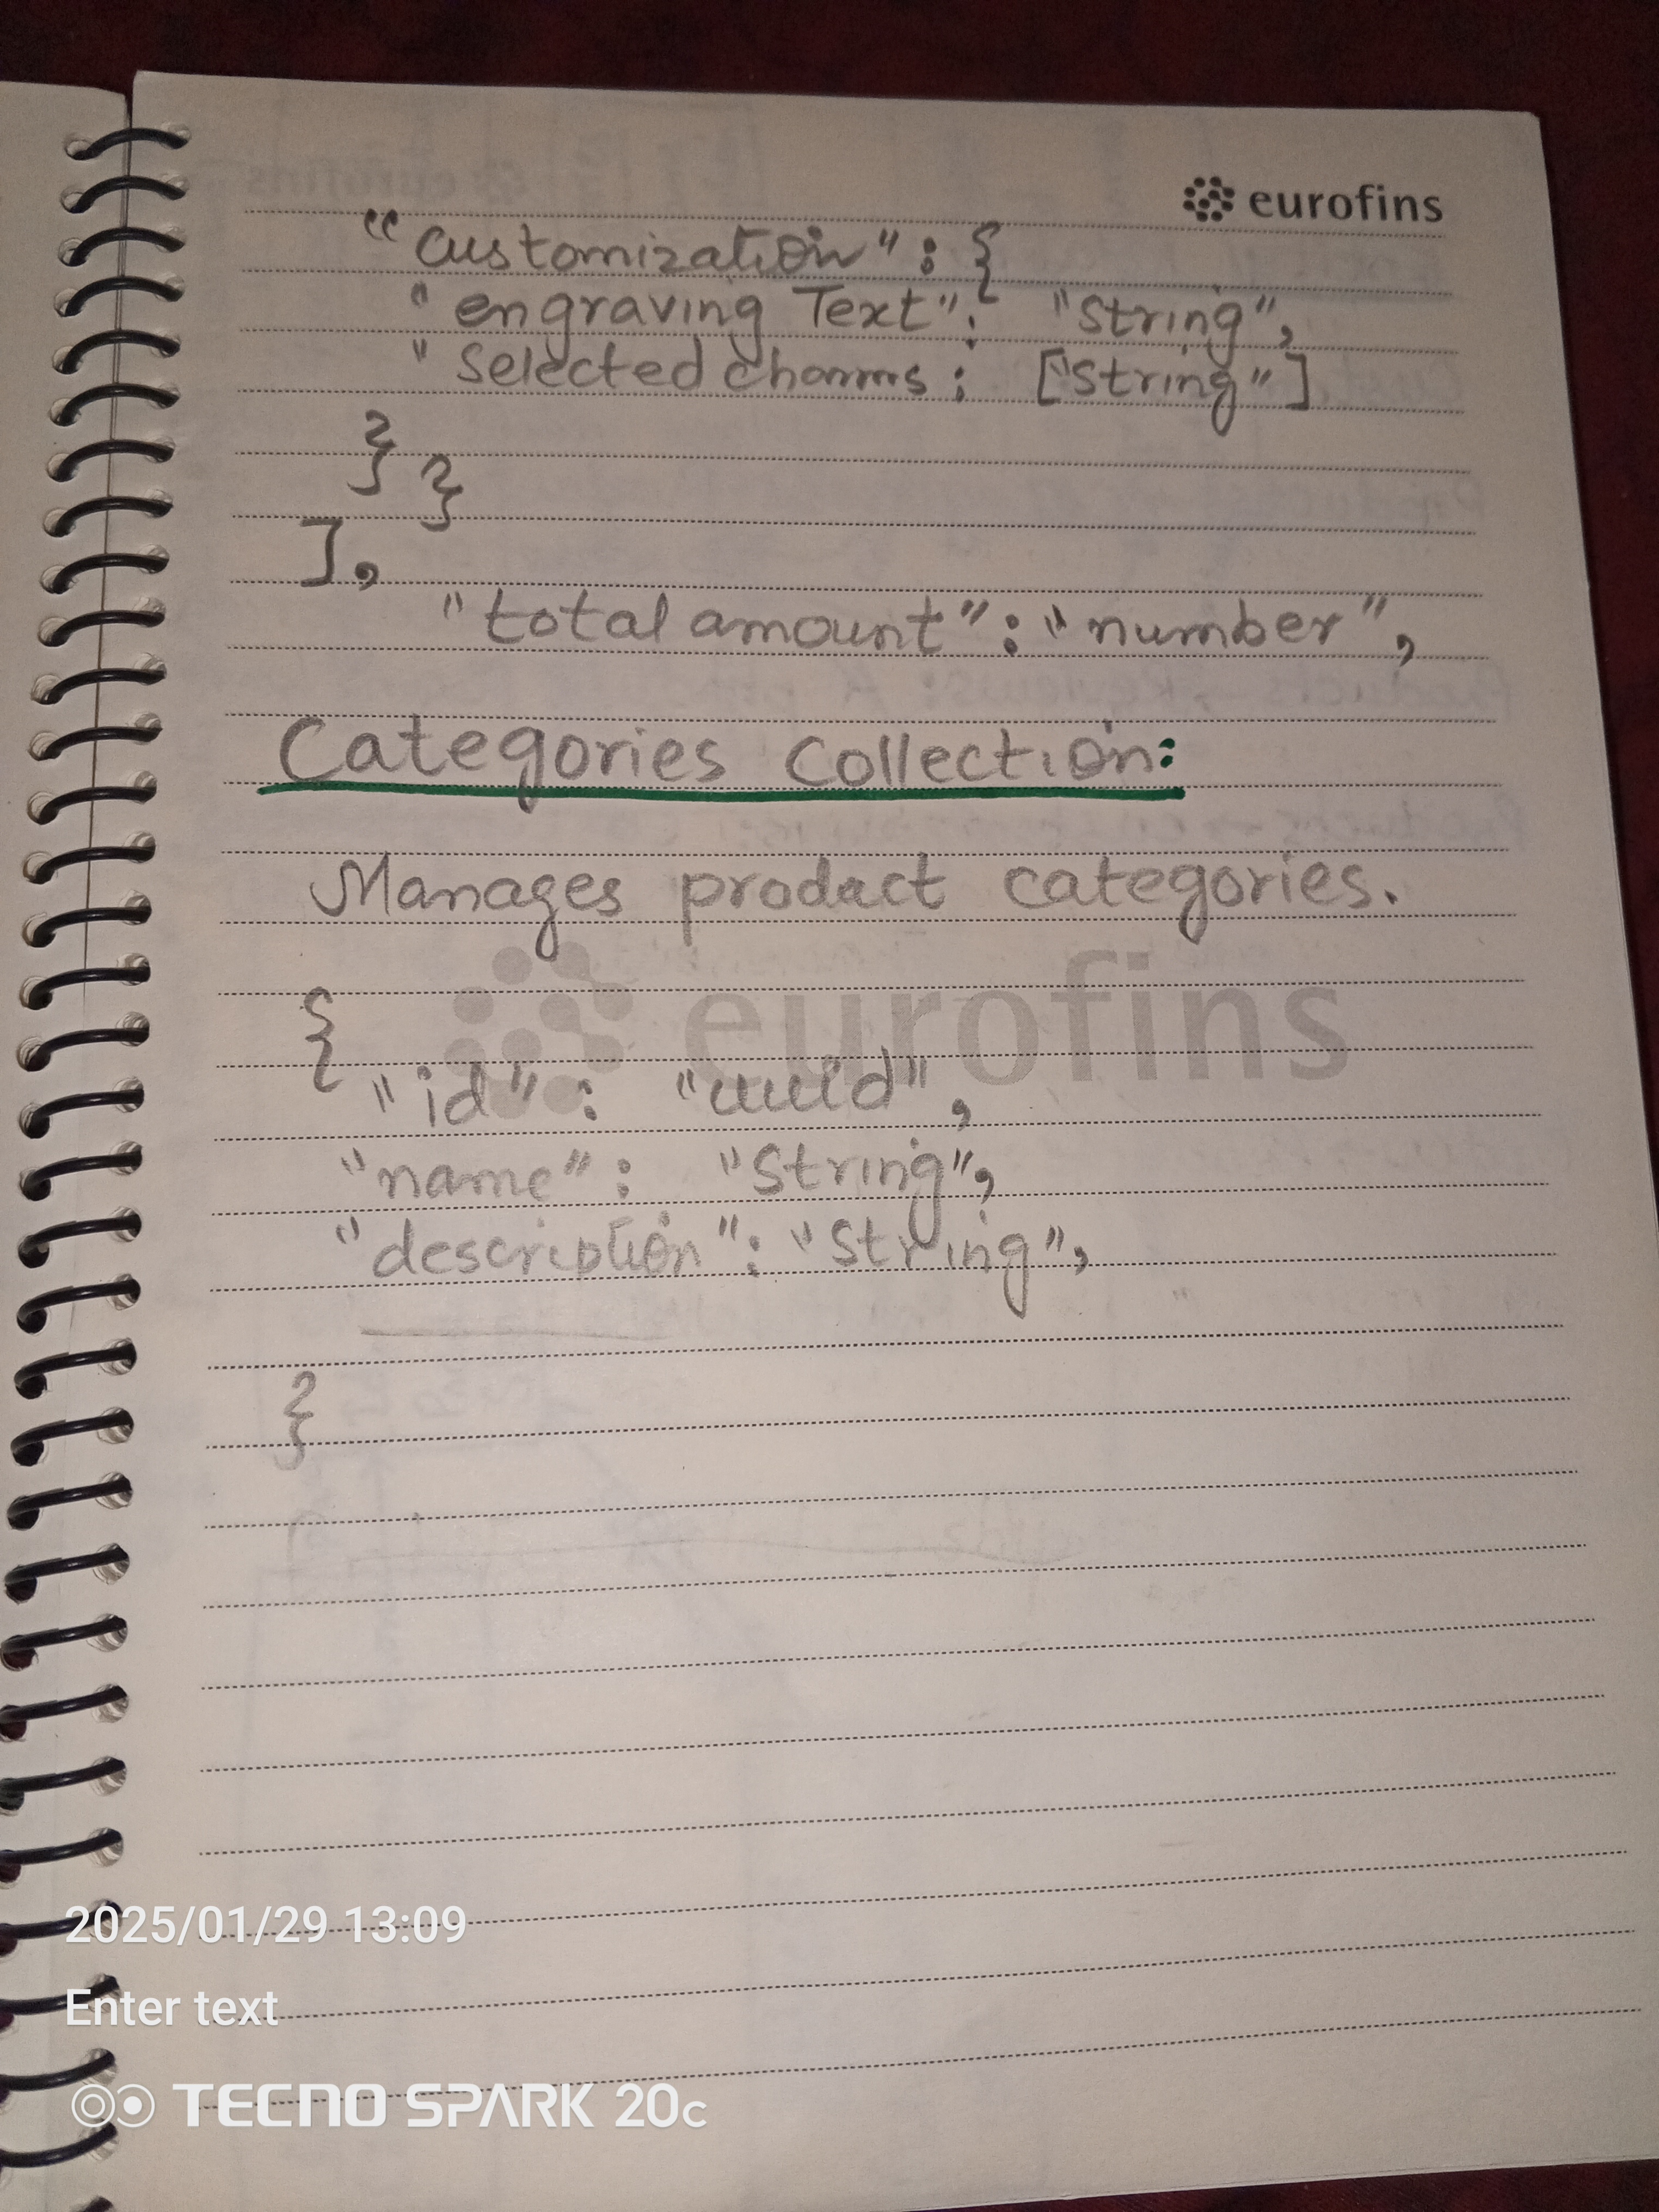 eurofins
"Customization" : {
"engraving Text": "String",
"Selected charms : ["String"]
} }
],
"total amount" : "number",
Categories Collection:
Manages product categories.
eurofins
{
"id" : "uuid",
"name" : "String",
"description" : "String",
}
2025/01/29 13:09
Enter text
TECNO SPARK 20c